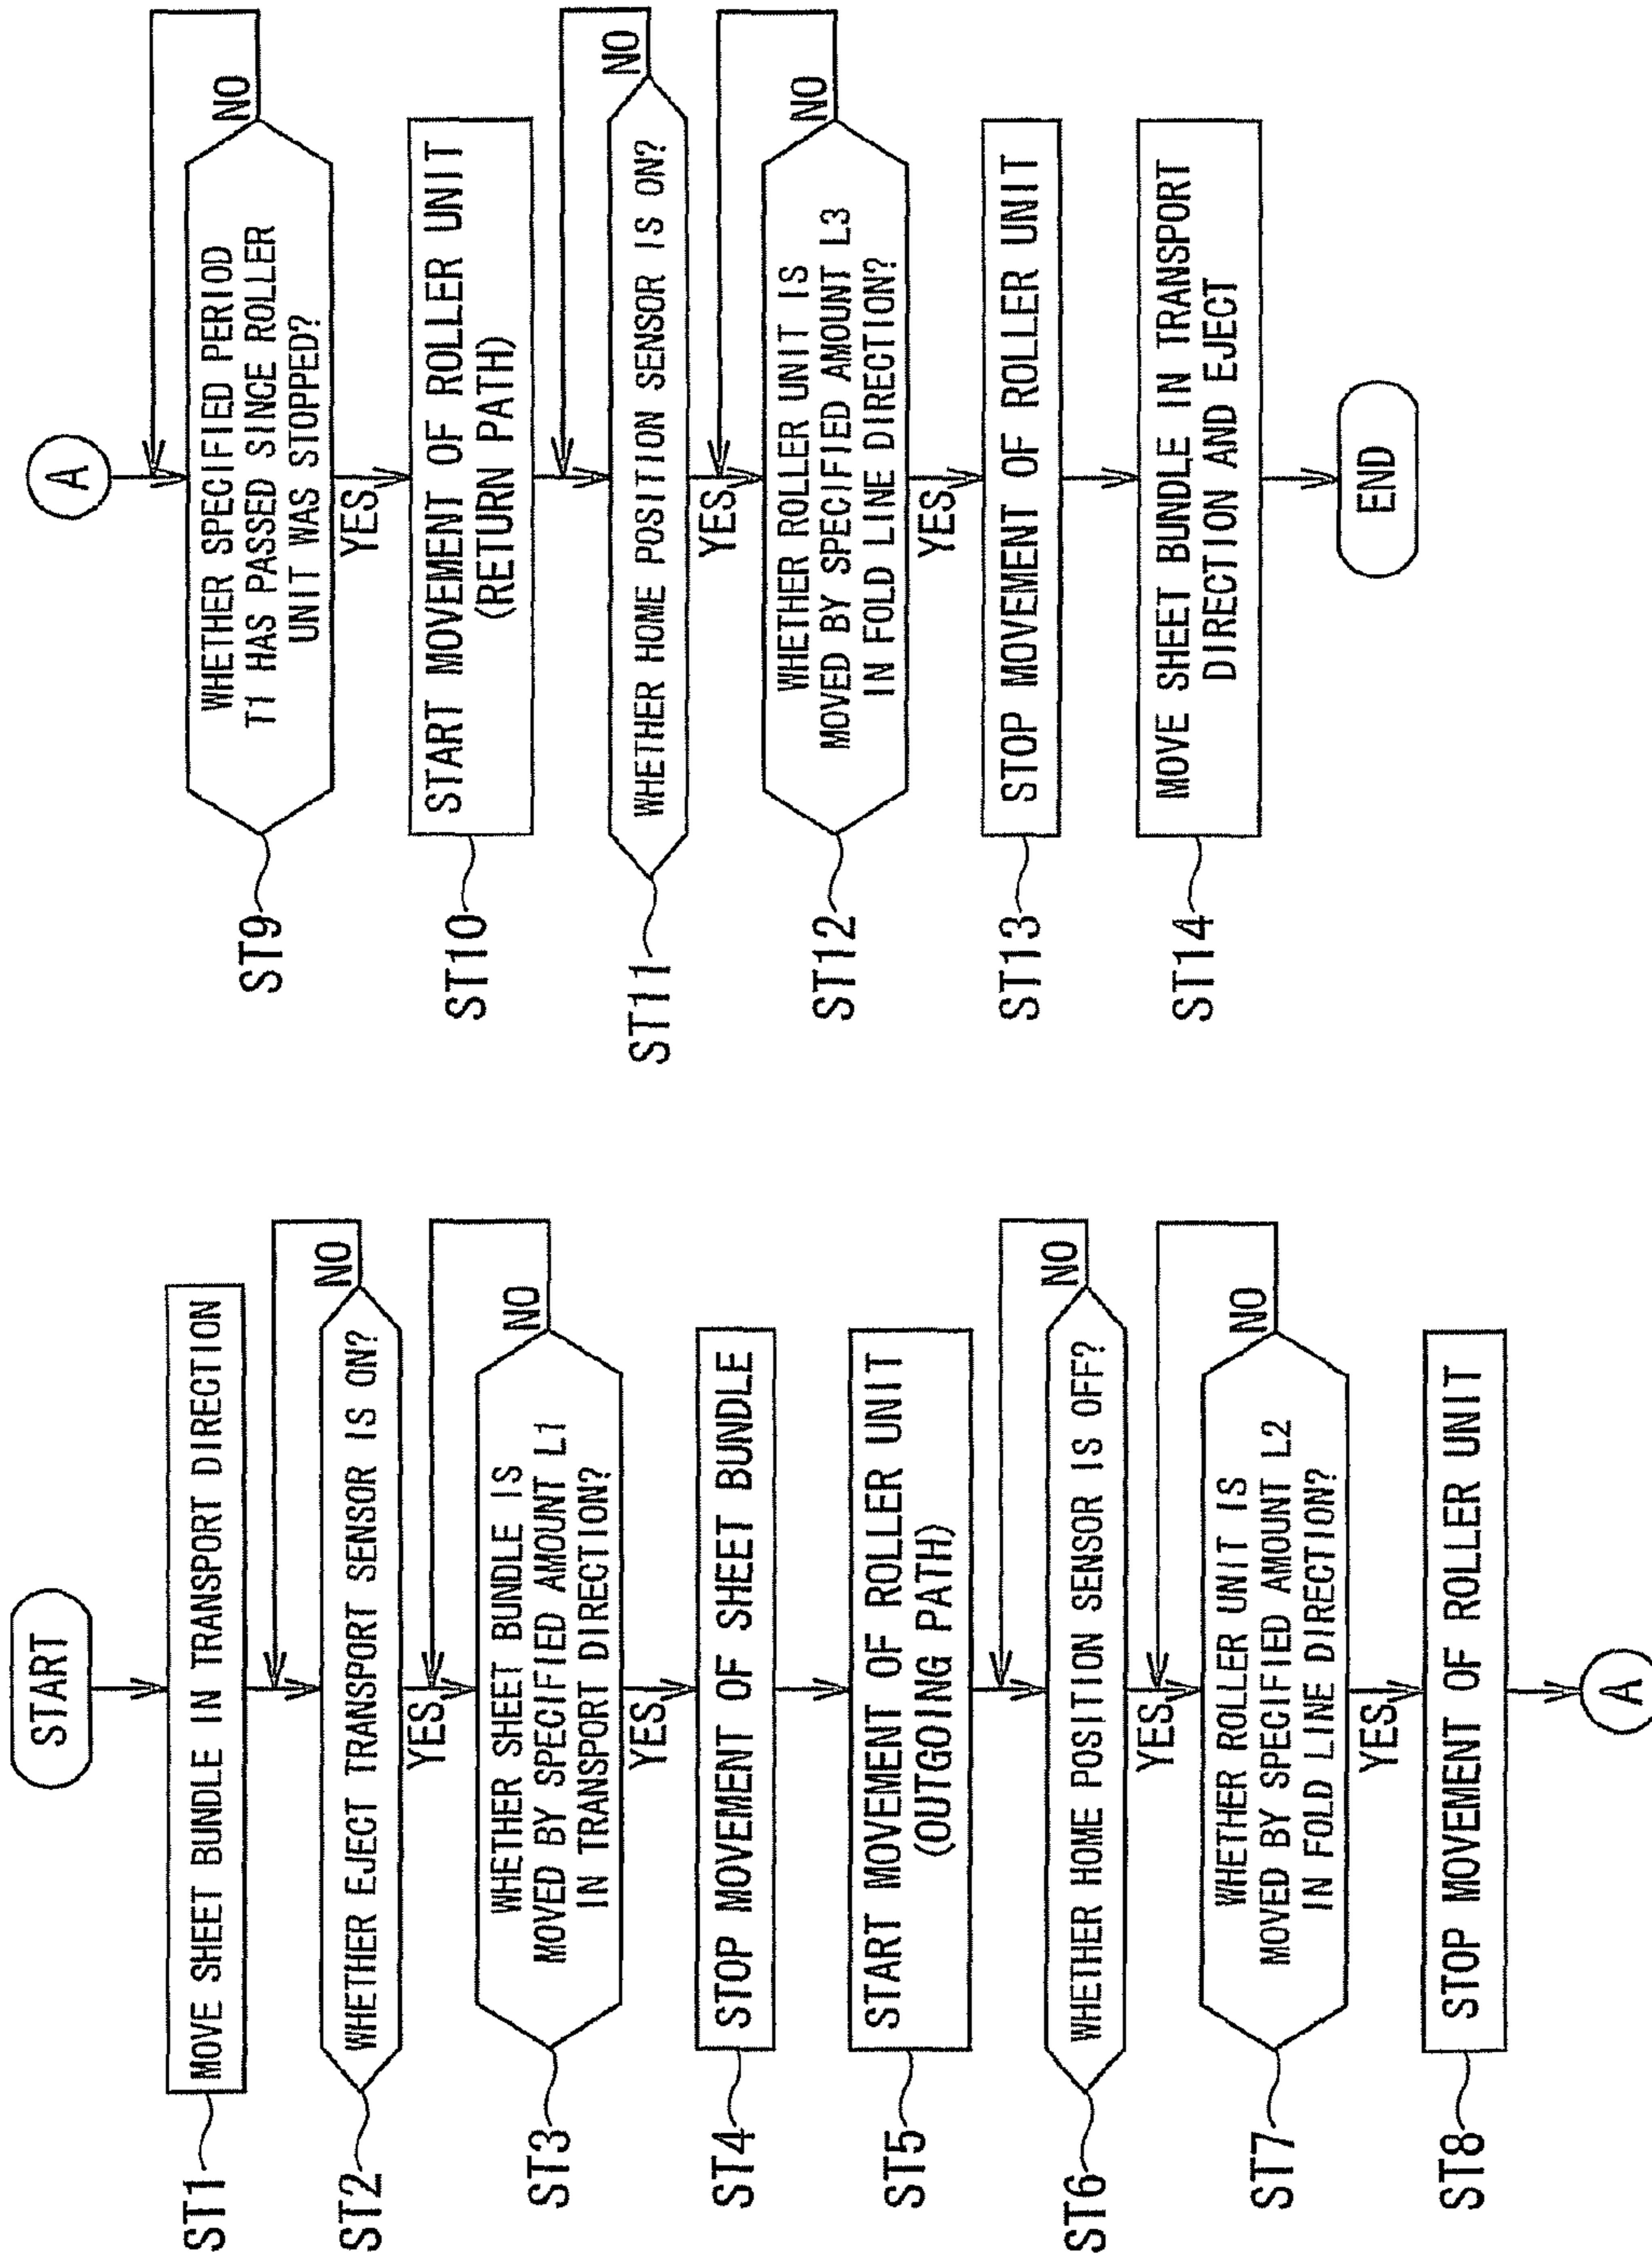 START
ST1
MOVE SHEET BUNDLE IN TRANSPORT DIRECTION
ST2
WHETHER EJECT TRANSPORT SENSOR IS ON?
NO
YES
ST3
WHETHER SHEET BUNDLE IS
MOVED BY SPECIFIED AMOUNT L1
IN TRANSPORT DIRECTION?
NO
YES
ST4
STOP MOVEMENT OF SHEET BUNDLE
ST5
START MOVEMENT OF ROLLER UNIT
(OUTGOING PATH)
ST6
WHETHER HOME POSITION SENSOR IS OFF?
NO
YES
ST7
WHETHER ROLLER UNIT IS
MOVED BY SPECIFIED AMOUNT L2
IN FOLD LINE DIRECTION?
NO
YES
ST8
STOP MOVEMENT OF ROLLER UNIT
A
A
ST9
WHETHER SPECIFIED PERIOD
T1 HAS PASSED SINCE ROLLER
UNIT WAS STOPPED?
NO
YES
ST10
START MOVEMENT OF ROLLER UNIT
(RETURN PATH)
ST11
WHETHER HOME POSITION SENSOR IS ON?
NO
YES
ST12
WHETHER ROLLER UNIT IS
MOVED BY SPECIFIED AMOUNT L3
IN FOLD LINE DIRECTION?
NO
YES
ST13
STOP MOVEMENT OF ROLLER UNIT
ST14
MOVE SHEET BUNDLE IN TRANSPORT
DIRECTION AND EJECT
END